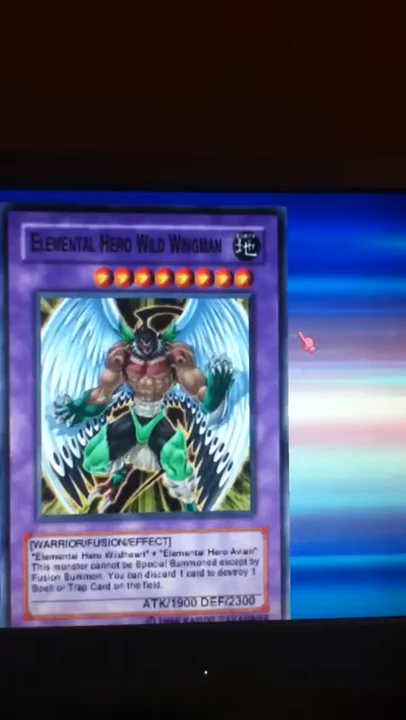 ELEMENTAL HERO WILD WINGMAN
地
[WARRIOR/FUSION/EFFECT]
"Elemental Hero Wildheart" + "Elemental Hero Avian"
This monster cannot be Special Summoned except by
Fusion Summon. You can discard 1 card to destroy 1
Spell or Trap Card on the field.
ATK/1900 DEF/2300